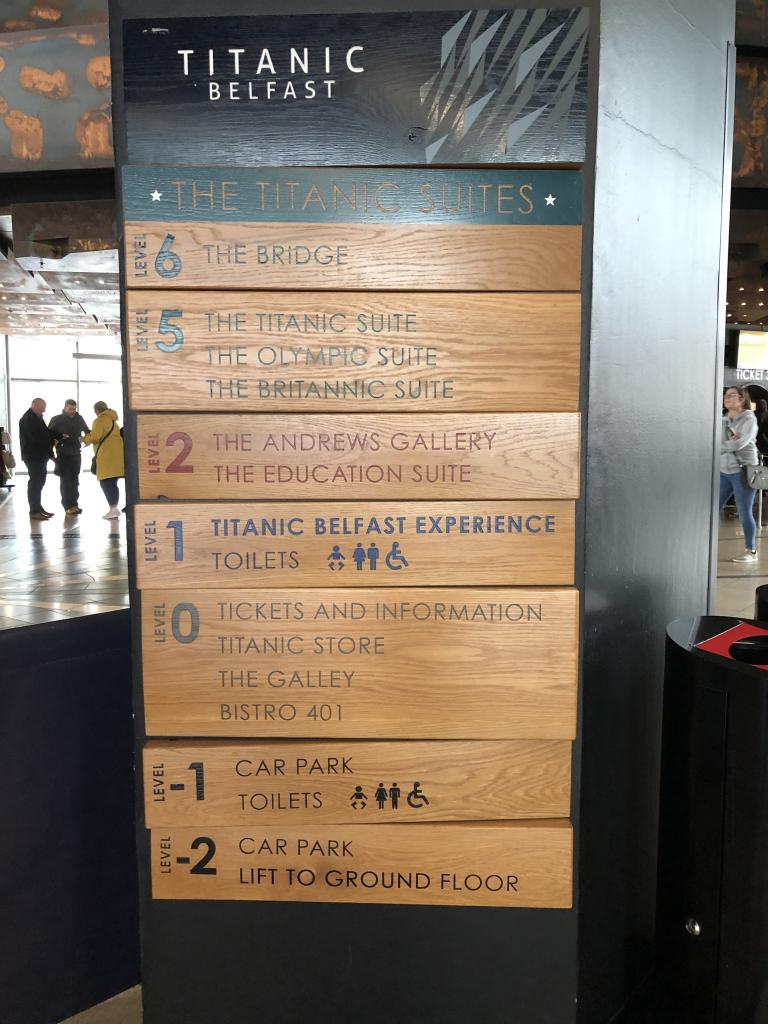 TITANIC
BELFAST
THE TITANIC SUITES
LEVEL 6 THE BRIDGE
LEVEL 5 THE TITANIC SUITE
THE OLYMPIC SUITE
THE BRITANNIC SUITE
LEVEL 2 THE ANDREWS GALLERY
THE EDUCATION SUITE
LEVEL 1 TITANIC BELFAST EXPERIENCE
TOILETS
LEVEL 0 TICKETS AND INFORMATION
TITANIC STORE
THE GALLEY
BISTRO 401
LEVEL -1 CAR PARK
TOILETS
LEVEL -2 CAR PARK
LIFT TO GROUND FLOOR
TICKET